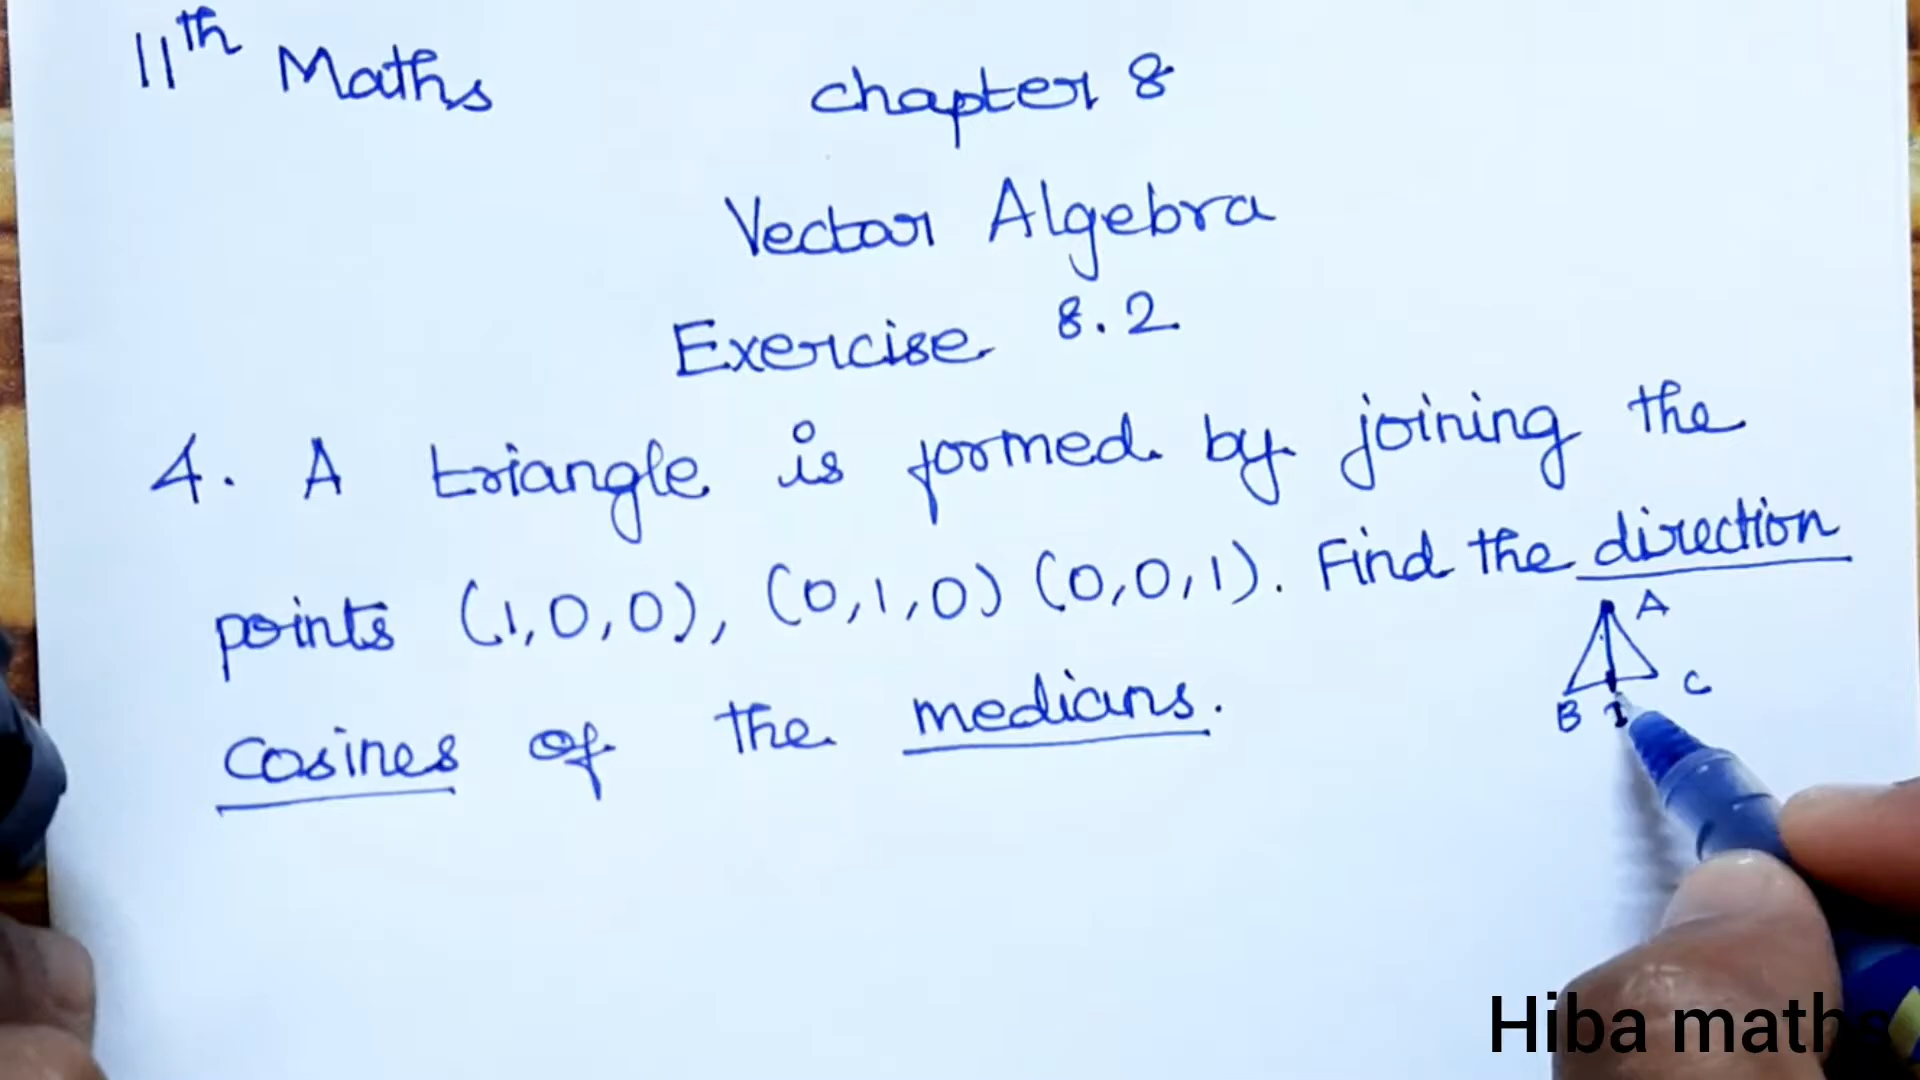 11th Maths chapter 8
Vector Algebra
Exercise 8.2
4. A triangle is formed by joining the
points (1,0,0), (0,1,0) (0,0,1). Find the direction
A
B C
cosines of the medians.
Hiba maths